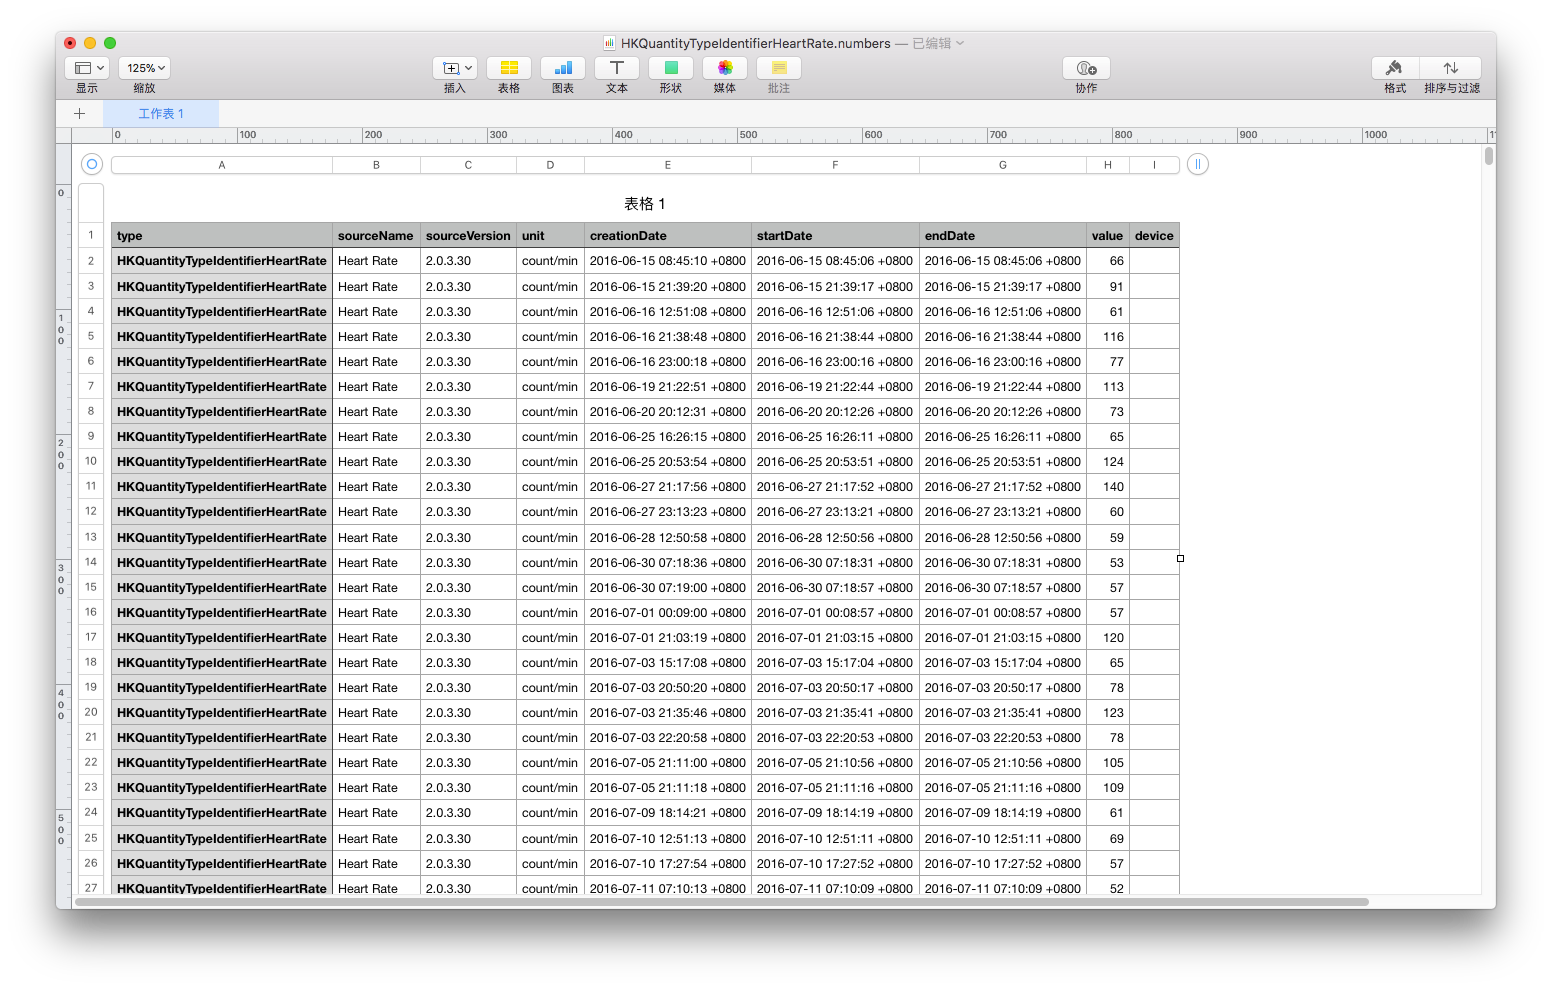 HKQuantityTypeIdentifierHeartRate.numbers — 已编辑
125%
显示 缩放 插入 表格 图表 文本 形状 媒体 批注 协作 格式 排序与过滤
工作表 1
0 100 200 300 400 500 600 700 800 900 1000
A B C D E F G H I
表格 1
1 type sourceName sourceVersion unit creationDate startDate endDate value device
2 HKQuantityTypeIdentifierHeartRate Heart Rate 2.0.3.30 count/min 2016-06-15 08:45:10 +0800 2016-06-15 08:45:06 +0800 2016-06-15 08:45:06 +0800 66
3 HKQuantityTypeIdentifierHeartRate Heart Rate 2.0.3.30 count/min 2016-06-15 21:39:20 +0800 2016-06-15 21:39:17 +0800 2016-06-15 21:39:17 +0800 91
4 HKQuantityTypeIdentifierHeartRate Heart Rate 2.0.3.30 count/min 2016-06-16 12:51:08 +0800 2016-06-16 12:51:06 +0800 2016-06-16 12:51:06 +0800 61
5 HKQuantityTypeIdentifierHeartRate Heart Rate 2.0.3.30 count/min 2016-06-16 21:38:48 +0800 2016-06-16 21:38:44 +0800 2016-06-16 21:38:44 +0800 116
6 HKQuantityTypeIdentifierHeartRate Heart Rate 2.0.3.30 count/min 2016-06-16 23:00:18 +0800 2016-06-16 23:00:16 +0800 2016-06-16 23:00:16 +0800 77
7 HKQuantityTypeIdentifierHeartRate Heart Rate 2.0.3.30 count/min 2016-06-19 21:22:51 +0800 2016-06-19 21:22:44 +0800 2016-06-19 21:22:44 +0800 113
8 HKQuantityTypeIdentifierHeartRate Heart Rate 2.0.3.30 count/min 2016-06-20 20:12:31 +0800 2016-06-20 20:12:26 +0800 2016-06-20 20:12:26 +0800 73
9 HKQuantityTypeIdentifierHeartRate Heart Rate 2.0.3.30 count/min 2016-06-25 16:26:15 +0800 2016-06-25 16:26:11 +0800 2016-06-25 16:26:11 +0800 65
10 HKQuantityTypeIdentifierHeartRate Heart Rate 2.0.3.30 count/min 2016-06-25 20:53:54 +0800 2016-06-25 20:53:51 +0800 2016-06-25 20:53:51 +0800 124
11 HKQuantityTypeIdentifierHeartRate Heart Rate 2.0.3.30 count/min 2016-06-27 21:17:56 +0800 2016-06-27 21:17:52 +0800 2016-06-27 21:17:52 +0800 140
12 HKQuantityTypeIdentifierHeartRate Heart Rate 2.0.3.30 count/min 2016-06-27 23:13:23 +0800 2016-06-27 23:13:21 +0800 2016-06-27 23:13:21 +0800 60
13 HKQuantityTypeIdentifierHeartRate Heart Rate 2.0.3.30 count/min 2016-06-28 12:50:58 +0800 2016-06-28 12:50:56 +0800 2016-06-28 12:50:56 +0800 59
14 HKQuantityTypeIdentifierHeartRate Heart Rate 2.0.3.30 count/min 2016-06-30 07:18:36 +0800 2016-06-30 07:18:31 +0800 2016-06-30 07:18:31 +0800 53
15 HKQuantityTypeIdentifierHeartRate Heart Rate 2.0.3.30 count/min 2016-06-30 07:19:00 +0800 2016-06-30 07:18:57 +0800 2016-06-30 07:18:57 +0800 57
16 HKQuantityTypeIdentifierHeartRate Heart Rate 2.0.3.30 count/min 2016-07-01 00:09:00 +0800 2016-07-01 00:08:57 +0800 2016-07-01 00:08:57 +0800 57
17 HKQuantityTypeIdentifierHeartRate Heart Rate 2.0.3.30 count/min 2016-07-01 21:03:19 +0800 2016-07-01 21:03:15 +0800 2016-07-01 21:03:15 +0800 120
18 HKQuantityTypeIdentifierHeartRate Heart Rate 2.0.3.30 count/min 2016-07-03 15:17:08 +0800 2016-07-03 15:17:04 +0800 2016-07-03 15:17:04 +0800 65
19 HKQuantityTypeIdentifierHeartRate Heart Rate 2.0.3.30 count/min 2016-07-03 20:50:20 +0800 2016-07-03 20:50:17 +0800 2016-07-03 20:50:17 +0800 78
20 HKQuantityTypeIdentifierHeartRate Heart Rate 2.0.3.30 count/min 2016-07-03 21:35:46 +0800 2016-07-03 21:35:41 +0800 2016-07-03 21:35:41 +0800 123
21 HKQuantityTypeIdentifierHeartRate Heart Rate 2.0.3.30 count/min 2016-07-03 22:20:58 +0800 2016-07-03 22:20:53 +0800 2016-07-03 22:20:53 +0800 78
22 HKQuantityTypeIdentifierHeartRate Heart Rate 2.0.3.30 count/min 2016-07-05 21:11:00 +0800 2016-07-05 21:10:56 +0800 2016-07-05 21:10:56 +0800 105
23 HKQuantityTypeIdentifierHeartRate Heart Rate 2.0.3.30 count/min 2016-07-05 21:11:18 +0800 2016-07-05 21:11:16 +0800 2016-07-05 21:11:16 +0800 109
24 HKQuantityTypeIdentifierHeartRate Heart Rate 2.0.3.30 count/min 2016-07-09 18:14:21 +0800 2016-07-09 18:14:19 +0800 2016-07-09 18:14:19 +0800 61
25 HKQuantityTypeIdentifierHeartRate Heart Rate 2.0.3.30 count/min 2016-07-10 12:51:13 +0800 2016-07-10 12:51:11 +0800 2016-07-10 12:51:11 +0800 69
26 HKQuantityTypeIdentifierHeartRate Heart Rate 2.0.3.30 count/min 2016-07-10 17:27:54 +0800 2016-07-10 17:27:52 +0800 2016-07-10 17:27:52 +0800 57
27 HKQuantityTypeIdentifierHeartRate Heart Rate 2.0.3.30 count/min 2016-07-11 07:10:13 +0800 2016-07-11 07:10:09 +0800 2016-07-11 07:10:09 +0800 52
0
100
200
300
400
500